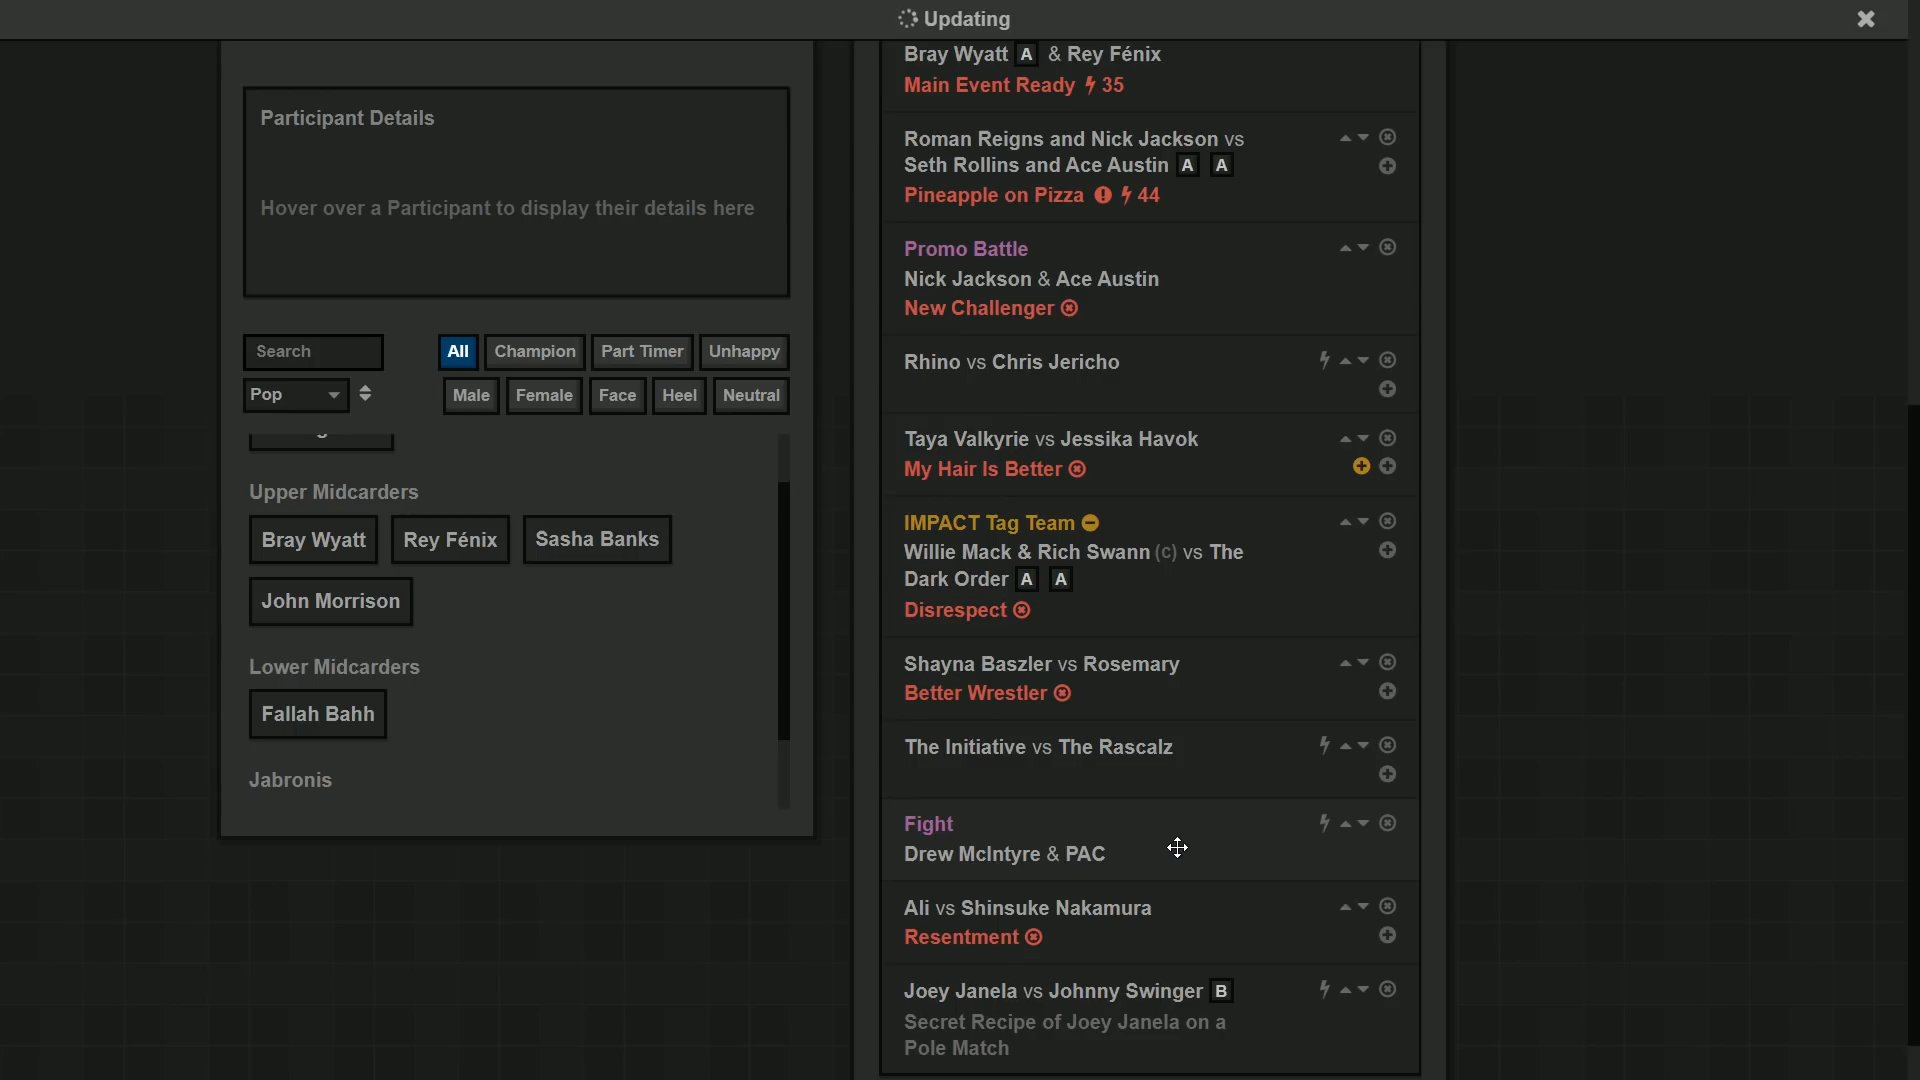 Updating
Participant Details
Hover over a Participant to display their details here
Search
All
Champion
Part Timer
Unhappy
Pop
Male
Female
Face
Heel
Neutral
Upper Midcarders
Bray Wyatt
Rey Fénix
Sasha Banks
John Morrison
Lower Midcarders
Fallah Bahh
Jabronis
Bray Wyatt A & Rey Fénix
Main Event Ready 35
Roman Reigns and Nick Jackson vs
Seth Rollins and Ace Austin A A
Pineapple on Pizza 44
Promo Battle
Nick Jackson & Ace Austin
New Challenger
Rhino vs Chris Jericho
Taya Valkyrie vs Jessika Havok
My Hair Is Better
IMPACT Tag Team
Willie Mack & Rich Swann (c) vs The
Dark Order A A
Disrespect
Shayna Baszler vs Rosemary
Better Wrestler
The Initiative vs The Rascalz
Fight
Drew McIntyre & PAC
Ali vs Shinsuke Nakamura
Resentment
Joey Janela vs Johnny Swinger B
Secret Recipe of Joey Janela on a
Pole Match